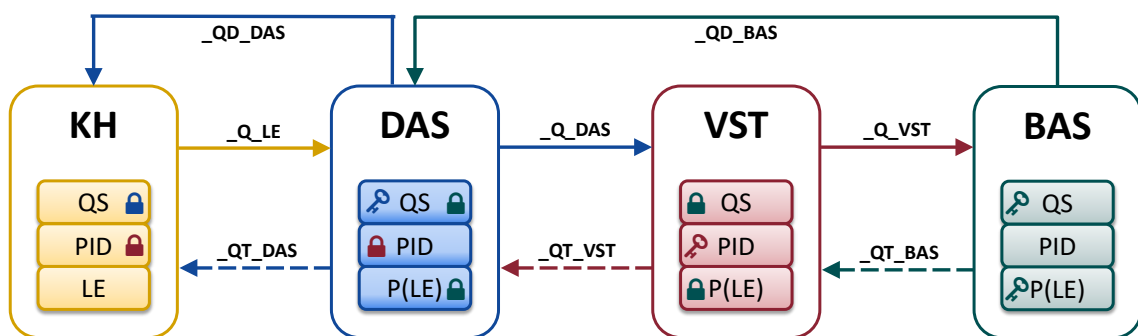 _QD_DAS
_QD_BAS
KH
_Q_LE
DAS
_Q_DAS
VST
_Q_VST
BAS
QS
QS
QS
QS
PID
PID
PID
PID
LE
P(LE)
P(LE)
P(LE)
_QT_DAS
_QT_VST
_QT_BAS